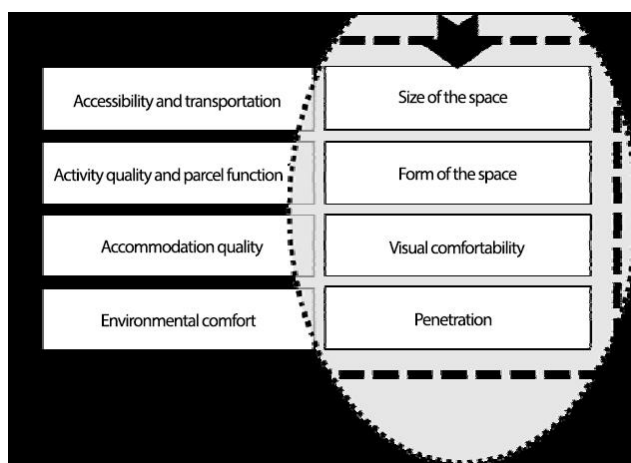 Accessibility and transportation
Size of the space
Activity quality and parcel function
Form of the space
Accommodation quality
Visual comfortability
Environmental comfort
Penetration